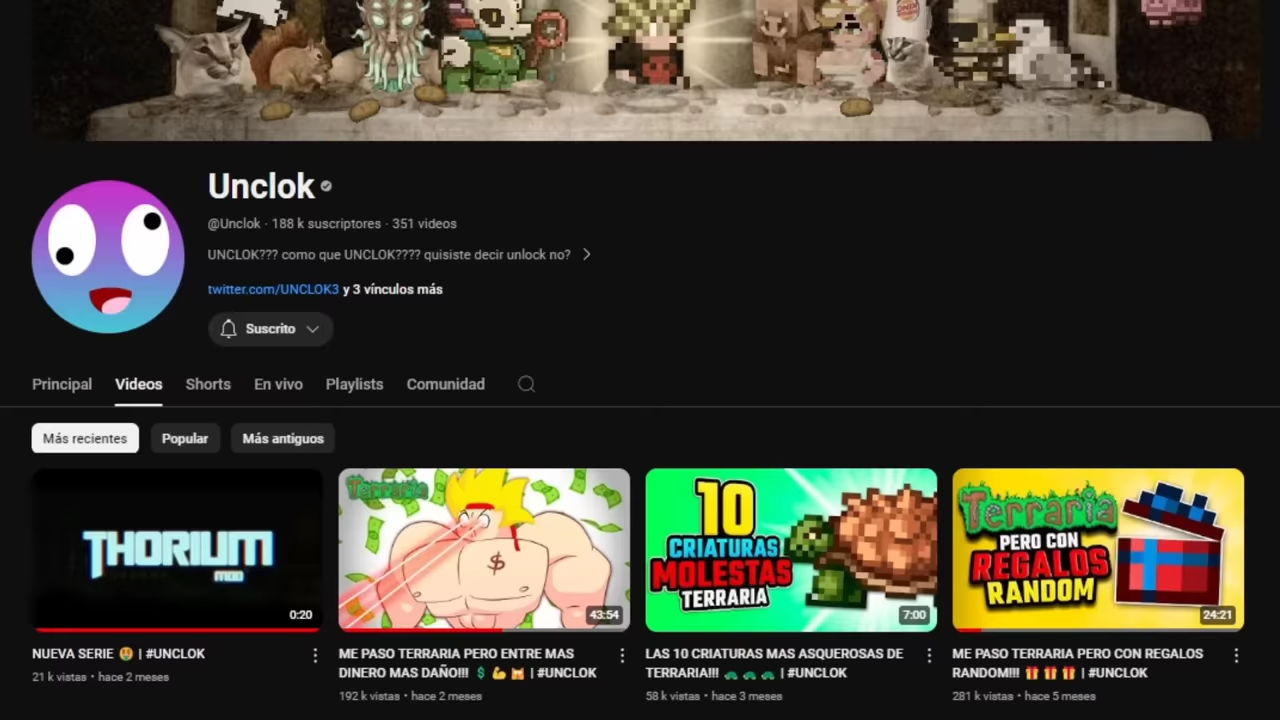 Unclok
@Unclok · 188 k suscriptores · 351 videos
UNCLOK??? como que UNCLOK???? quisiste decir unlock no?
twitter.com/UNCLOK3 y 3 vínculos más
Suscrito
Principal Videos Shorts En vivo Playlists Comunidad
Más recientes Popular Más antiguos
THORIUM
MOD
0:20
Terraria
$
43:54
10
CRIATURAS
MOLESTAS
TERRARIA
7:00
Terraria
PERO CON
REGALOS
RANDOM
24:21
NUEVA SERIE 🤑 | #UNCLOK
21 k vistas • hace 2 meses
ME PASO TERRARIA PERO ENTRE MAS
DINERO MAS DAÑO!!! 💲 💪 🐱 | #UNCLOK
192 k vistas • hace 2 meses
LAS 10 CRIATURAS MAS ASQUEROSAS DE
TERRARIA!!! 🐢 🐢 🐢 | #UNCLOK
58 k vistas • hace 3 meses
ME PASO TERRARIA PERO CON REGALOS
RANDOM!!! 🎁 🎁 🎁 | #UNCLOK
281 k vistas • hace 5 meses